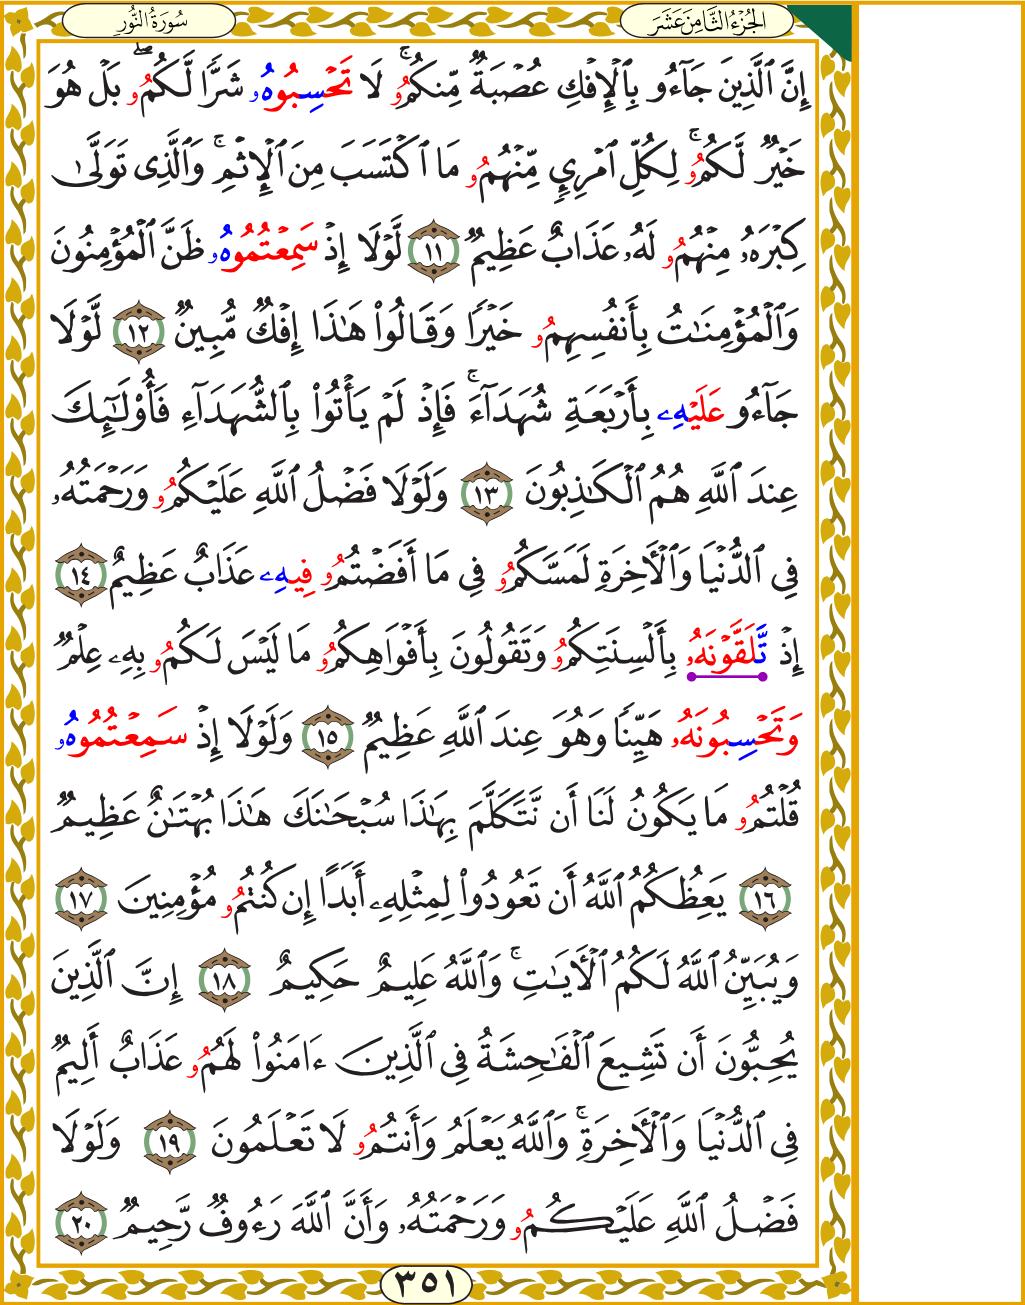 الجُزْءُ الثَّامِنَ عَشَرَ
سُورَةُ النُّورِ
إِنَّ ٱلَّذِينَ جَآءُو بِٱلْإِفْكِ عُصْبَةٌ مِّنكُمُۥۚ لَا تَحْسِبُوهُۥ شَرًّا لَّكُمُۥۖ بَلْ هُوَ
خَيْرٌ لَّكُمُۥۚ لِكُلِّ ٱمْرِيٍٕ مِّنْهُمُۥ مَا ٱكْتَسَبَ مِنَ ٱلْإِثْمِۚ وَٱلَّذِى تَوَلَّىٰ
كِبْرَهُۥ مِنْهُمُۥ لَهُۥ عَذَابٌ عَظِيمٌ ١١ لَّوْلَا إِذْ سَمِعْتُمُوهُۥ ظَنَّ ٱلْمُؤْمِنُونَ
وَٱلْمُؤْمِنَٰتُ بِأَنفُسِهِمُۥ خَيْرًا وَقَالُوا۟ هَٰذَا إِفْكٌ مُّبِينٌ ١٢ لَّوْلَا
جَآءُو عَلَيْهِۦ بِأَرْبَعَةِ شُهَدَآءَۚ فَإِذْ لَمْ يَأْتُوا۟ بِٱلشُّهَدَآءِ فَأُو۟لَٰٓئِكَ
عِندَ ٱللَّهِ هُمُ ٱلْكَٰذِبُونَ ١٣ وَلَوْلَا فَضْلُ ٱللَّهِ عَلَيْكُمُۥ وَرَحْمَتُهُۥ
فِى ٱلدُّنْيَا وَٱلْأَخِرَةِ لَمَسَّكُمُۥ فِى مَا أَفَضْتُمُۥ فِيهِۦ عَذَابٌ عَظِيمٌ ١٤
إِذْ تَّلَقَّوْنَهُۥ بِأَلْسِنَتِكُمُۥ وَتَقُولُونَ بِأَفْوَاهِكُمُۥ مَا لَيْسَ لَكُمُۥ بِهِۦ عِلْمٌ
وَتَحْسِبُونَهُۥ هَيِّنًا وَهُوَ عِندَ ٱللَّهِ عَظِيمٌ ١٥ وَلَوْلَا إِذْ سَمِعْتُمُوهُۥ
قُلْتُمُۥ مَا يَكُونُ لَنَا أَن نَّتَكَلَّمَ بِهَٰذَا سُبْحَٰنَكَ هَٰذَا بُهْتَٰنٌ عَظِيمٌ
١٦ يَعِظُكُمُ ٱللَّهُ أَن تَعُودُوا۟ لِمِثْلِهِۦ أَبَدًا إِن كُنتُمُۥ مُؤْمِنِينَ ١٧
وَيُبَيِّنُ ٱللَّهُ لَكُمُ ٱلْأَيَٰتِۚ وَٱللَّهُ عَلِيمٌ حَكِيمٌ ١٨ إِنَّ ٱلَّذِينَ
يُحِبُّونَ أَن تَشِيعَ ٱلْفَٰحِشَةُ فِى ٱلَّذِينَ ءَامَنُوا۟ لَهُمُۥ عَذَابٌ أَلِيمٌ
فِى ٱلدُّنْيَا وَٱلْأَخِرَةِۚ وَٱللَّهُ يَعْلَمُ وَأَنتُمُۥ لَا تَعْلَمُونَ ١٩ وَلَوْلَا
فَضْلُ ٱللَّهِ عَلَيْكُمُۥ وَرَحْمَتُهُۥ وَأَنَّ ٱللَّهَ رَءُوفٌ رَّحِيمٌ ٢٠
٣٥١